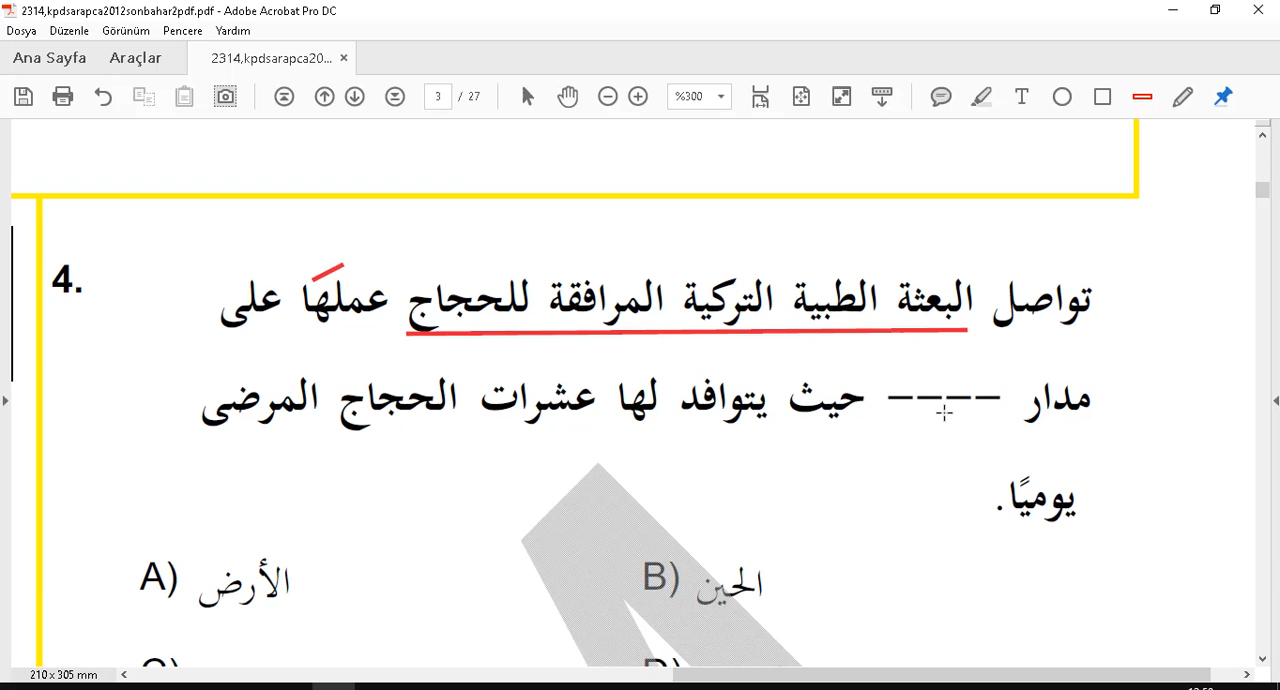 2314,kpdsarapca2012sonbahar2pdf.pdf - Adobe Acrobat Pro DC
Dosya Düzenle Görünüm Pencere Yardım
Ana Sayfa Araçlar 2314,kpdsarapca20... ×
3 / 27 %300
4. تواصل البعثة الطبية التركية المرافقة للحجاج عملها على
مدار ---- حيث يتوافد لها عشرات الحجاج المرضى
يوميًا.
A) الأرض B) الحين
210 x 305 mm